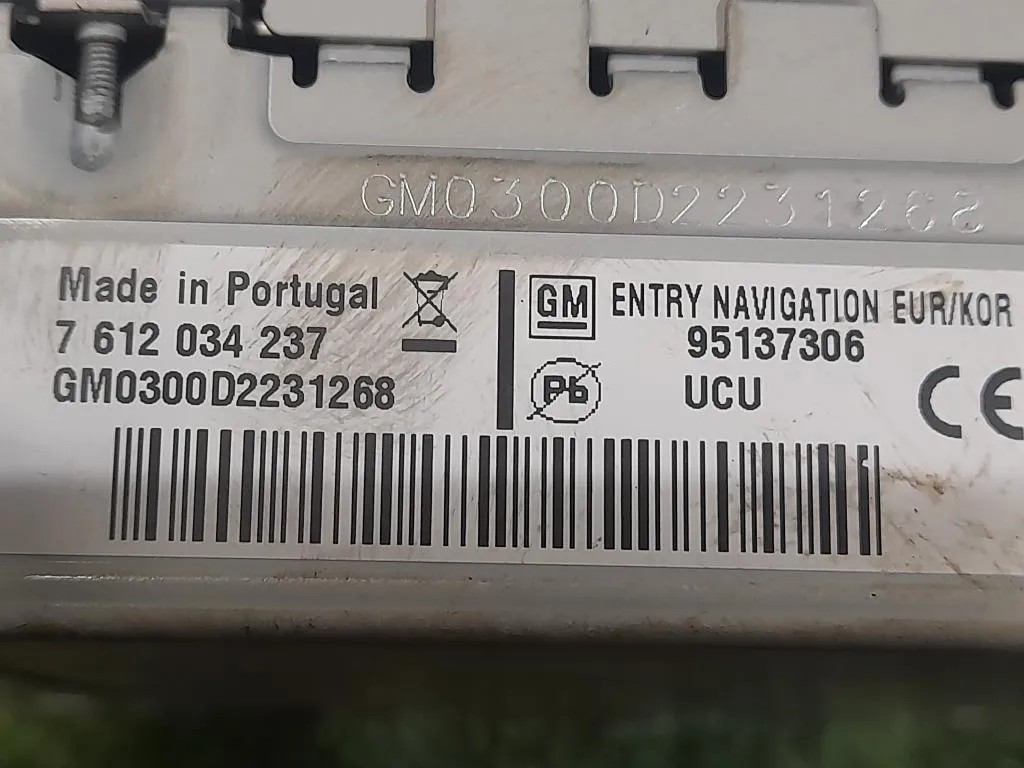 GM0300D2231268
Made in Portugal
7 612 034 237
GM0300D2231268
GM ENTRY NAVIGATION EUR/KOR
95137306
Pb UCU
CE